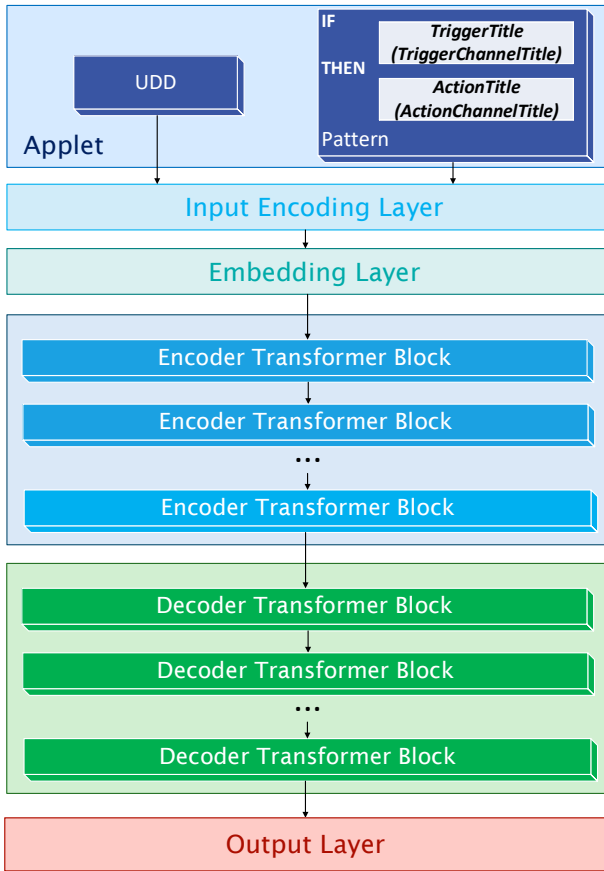 UDD
IF
TriggerTitle
(TriggerChannelTitle)
THEN
ActionTitle
(ActionChannelTitle)
Pattern
Applet
Input Encoding Layer
Embedding Layer
Encoder Transformer Block
Encoder Transformer Block
...
Encoder Transformer Block
Decoder Transformer Block
Decoder Transformer Block
...
Decoder Transformer Block
Output Layer